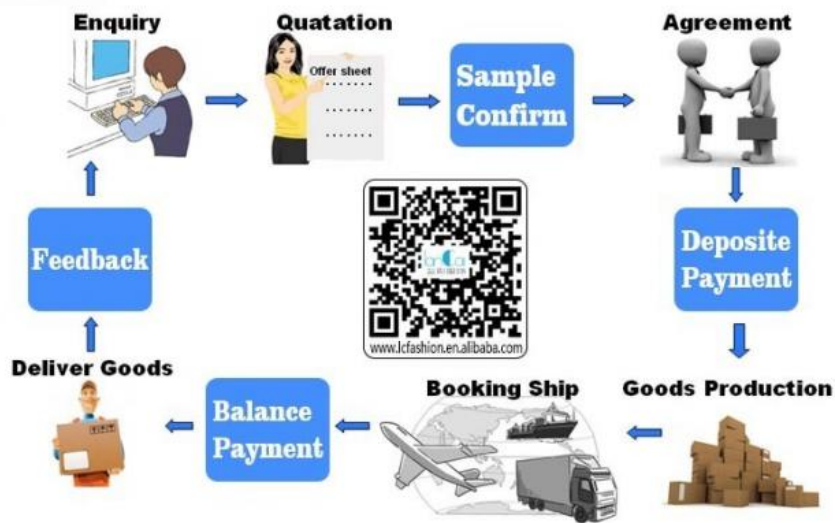 Enquiry
Quatation
Agreement
Offer sheet
Sample
Confirm
Feedback
Deposite
Payment
www.lcfashion.en.alibaba.com
Deliver Goods
Booking Ship
Goods Production
Balance
Payment